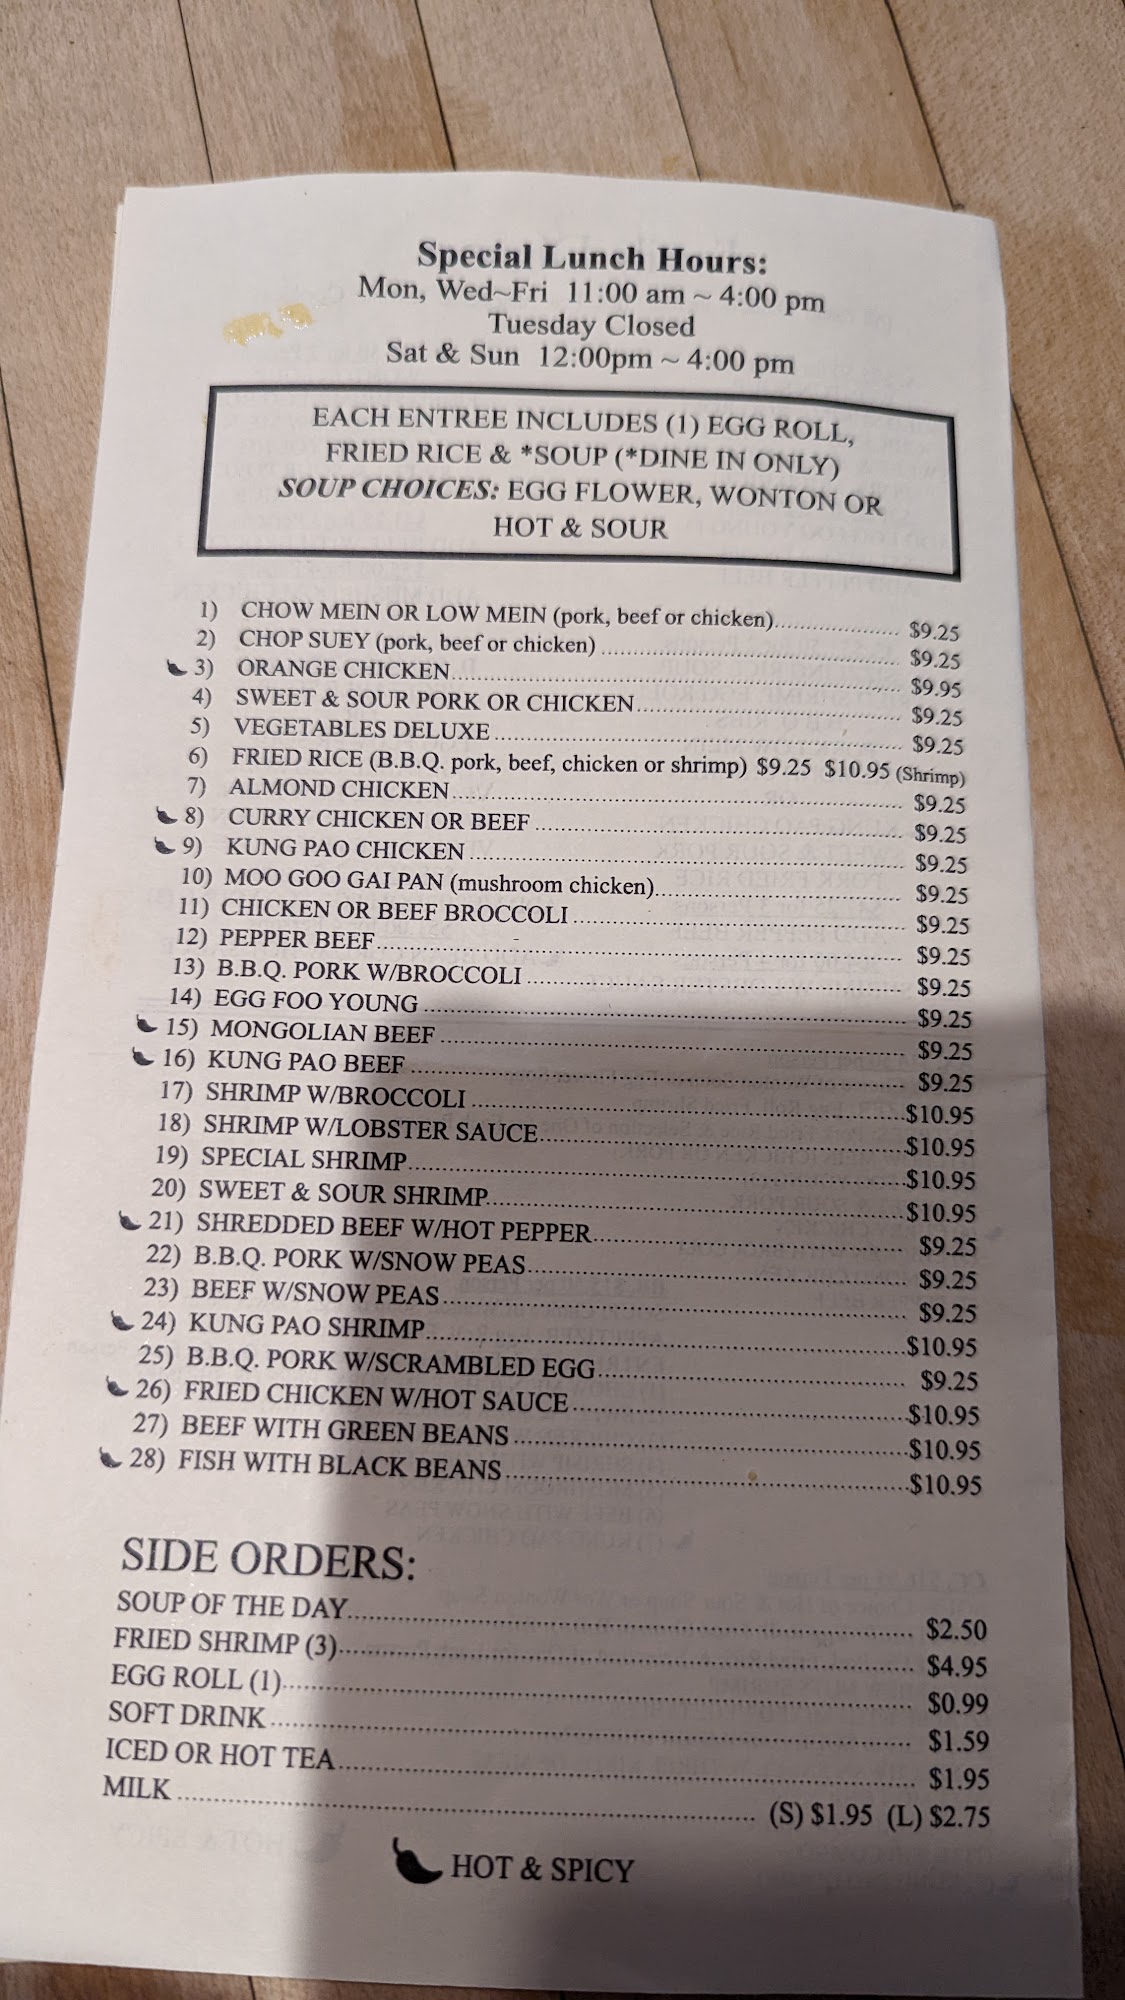 Special Lunch Hours:
Mon, Wed~Fri 11:00 am ~ 4:00 pm
Tuesday Closed
Sat & Sun 12:00pm ~ 4:00 pm
EACH ENTREE INCLUDES (1) EGG ROLL,
FRIED RICE & *SOUP (*DINE IN ONLY)
SOUP CHOICES: EGG FLOWER, WONTON OR
HOT & SOUR
1) CHOW MEIN OR LOW MEIN (pork, beef or chicken) $9.25
2) CHOP SUEY (pork, beef or chicken) $9.25
3) ORANGE CHICKEN $9.95
4) SWEET & SOUR PORK OR CHICKEN $9.25
5) VEGETABLES DELUXE $9.25
6) FRIED RICE (B.B.Q. pork, beef, chicken or shrimp) $9.25 $10.95 (Shrimp)
7) ALMOND CHICKEN $9.25
8) CURRY CHICKEN OR BEEF $9.25
9) KUNG PAO CHICKEN $9.25
10) MOO GOO GAI PAN (mushroom chicken) $9.25
11) CHICKEN OR BEEF BROCCOLI $9.25
12) PEPPER BEEF $9.25
13) B.B.Q. PORK W/BROCCOLI $9.25
14) EGG FOO YOUNG $9.25
15) MONGOLIAN BEEF $9.25
16) KUNG PAO BEEF $9.25
17) SHRIMP W/BROCCOLI $10.95
18) SHRIMP W/LOBSTER SAUCE $10.95
19) SPECIAL SHRIMP $10.95
20) SWEET & SOUR SHRIMP $10.95
21) SHREDDED BEEF W/HOT PEPPER $9.25
22) B.B.Q. PORK W/SNOW PEAS $9.25
23) BEEF W/SNOW PEAS $9.25
24) KUNG PAO SHRIMP $10.95
25) B.B.Q. PORK W/SCRAMBLED EGG $9.25
26) FRIED CHICKEN W/HOT SAUCE $10.95
27) BEEF WITH GREEN BEANS $10.95
28) FISH WITH BLACK BEANS $10.95
SIDE ORDERS:
SOUP OF THE DAY $2.50
FRIED SHRIMP (3) $4.95
EGG ROLL (1) $0.99
SOFT DRINK $1.59
ICED OR HOT TEA $1.95
MILK (S) $1.95 (L) $2.75
HOT & SPICY